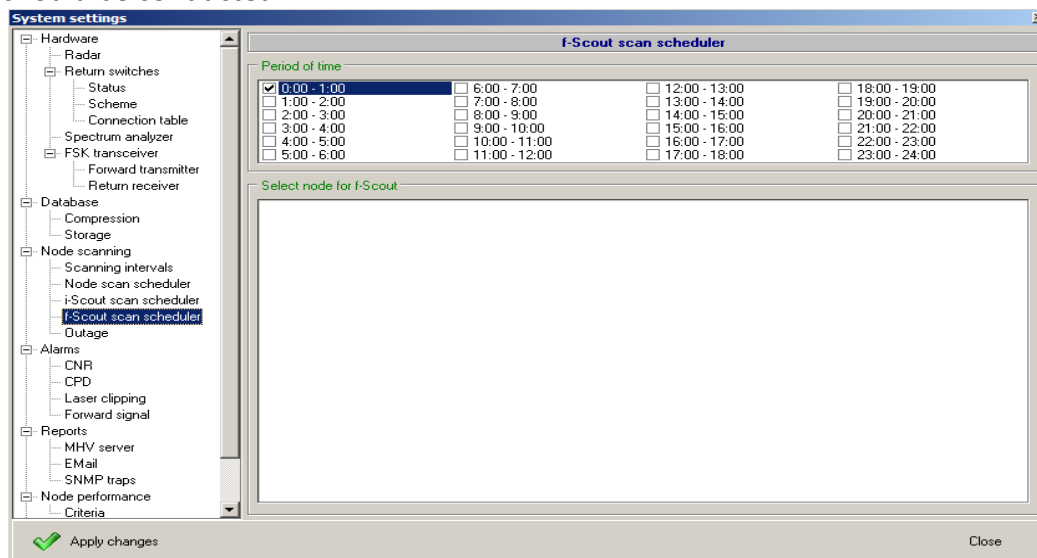 System settings
Hardware
Radar
Return switches
Status
Scheme
Connection table
Spectrum analyzer
FSK transceiver
Forward transmitter
Return receiver
Database
Compression
Storage
Node scanning
Scanning intervals
Node scan scheduler
i-Scout scan scheduler
f-Scout scan scheduler
Outage
Alarms
CNR
CPD
Laser clipping
Forward signal
Reports
MHV server
EMail
SNMP traps
Node performance
Criteria
f-Scout scan scheduler
Period of time
0:00 - 1:00 6:00 - 7:00 12:00 - 13:00 18:00 - 19:00
1:00 - 2:00 7:00 - 8:00 13:00 - 14:00 19:00 - 20:00
2:00 - 3:00 8:00 - 9:00 14:00 - 15:00 20:00 - 21:00
3:00 - 4:00 9:00 - 10:00 15:00 - 16:00 21:00 - 22:00
4:00 - 5:00 10:00 - 11:00 16:00 - 17:00 22:00 - 23:00
5:00 - 6:00 11:00 - 12:00 17:00 - 18:00 23:00 - 24:00
Select node for f-Scout
Apply changes
Close